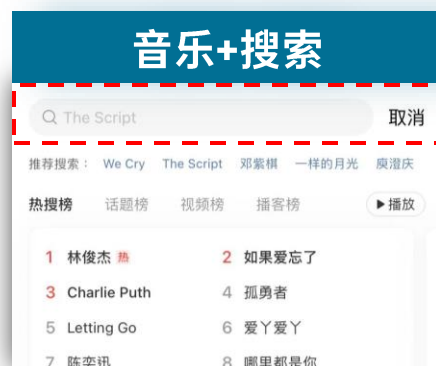 音乐+搜索
The Script 取消
推荐搜索： We Cry The Script 邓紫棋 一样的月光 庾澄庆
热搜榜 话题榜 视频榜 播客榜 ▶播放
1 林俊杰 热 2 如果爱忘了
3 Charlie Puth 4 孤勇者
5 Letting Go 6 爱丫爱丫
7 陈奕迅 8 哪里都是你